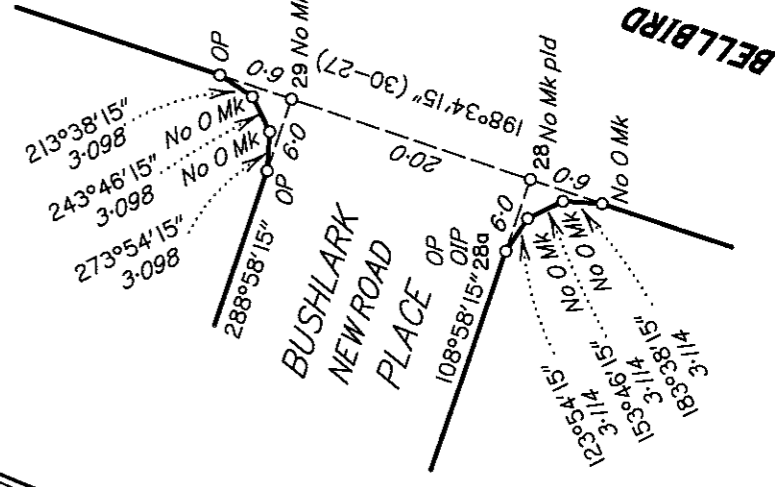 BELLBIRD
OP
6·0
29 No M
198°34'15" (30–27)
20·0
28 No Mk pld
6·0
No O Mk
213°38'15"
3·098
No O Mk
243°46'15"
3·098
No O Mk
6·0
273°54'15"
3·098
OP
288°58'15"
BUSHLARK
NEW ROAD
PLACE
OP
OIP
108°58'15"
28a
6·0
No O Mk
No O Mk
123°54'15"
3·114
153°46'15"
3·114
183°38'15"
3·114